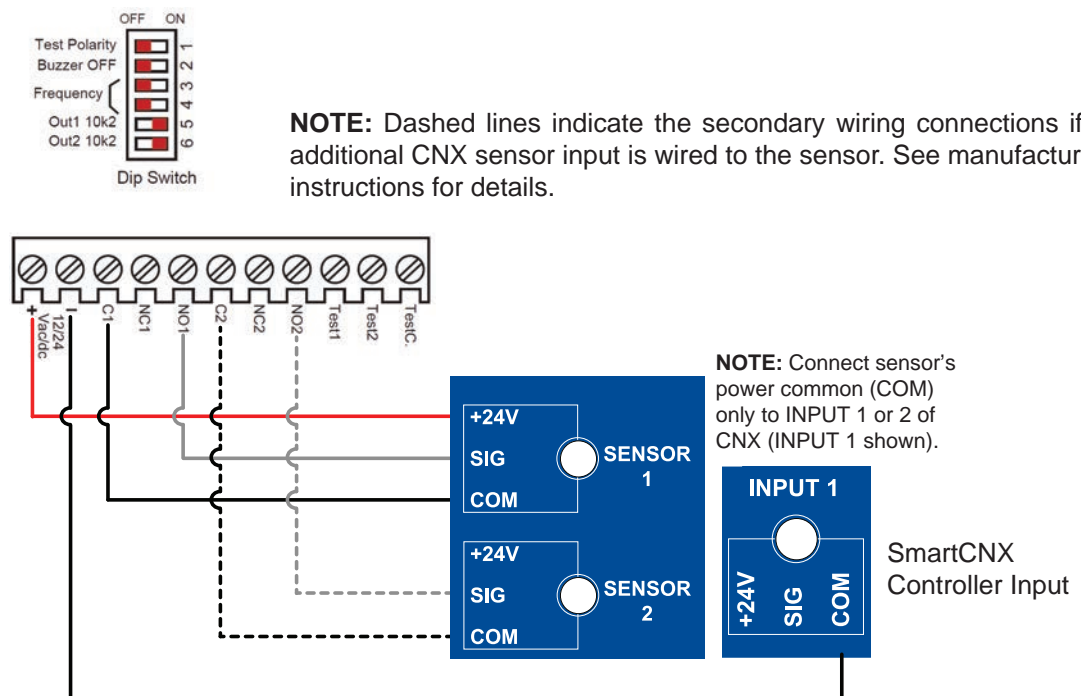 OFF ON
Test Polarity 1
Buzzer OFF 2
Frequency 3
4
Out1 10k2 5
Out2 10k2 6
Dip Switch
NOTE: Dashed lines indicate the secondary wiring connections if
additional CNX sensor input is wired to the sensor. See manufactur
instructions for details.
+ 12/24 Vac/dc − C1 NC1 NO1 C2 NC2 NO2 Test1 Test2 TestC.
NOTE: Connect sensor's
power common (COM)
only to INPUT 1 or 2 of
CNX (INPUT 1 shown).
+24V
SIG
COM
SENSOR
1
+24V
SIG
COM
SENSOR
2
INPUT 1
+24V SIG COM
SmartCNX
Controller Input